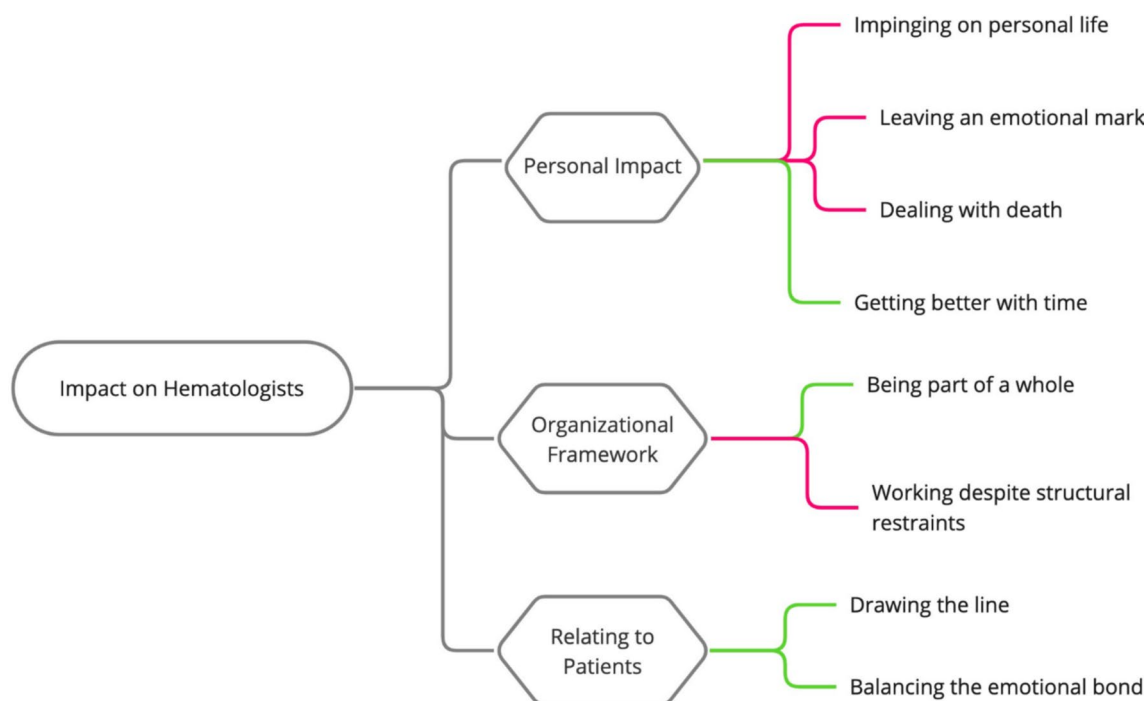 Impact on Hematologists
Personal Impact
Impinging on personal life
Leaving an emotional mark
Dealing with death
Getting better with time
Organizational
Framework
Being part of a whole
Working despite structural
restraints
Relating to
Patients
Drawing the line
Balancing the emotional bond